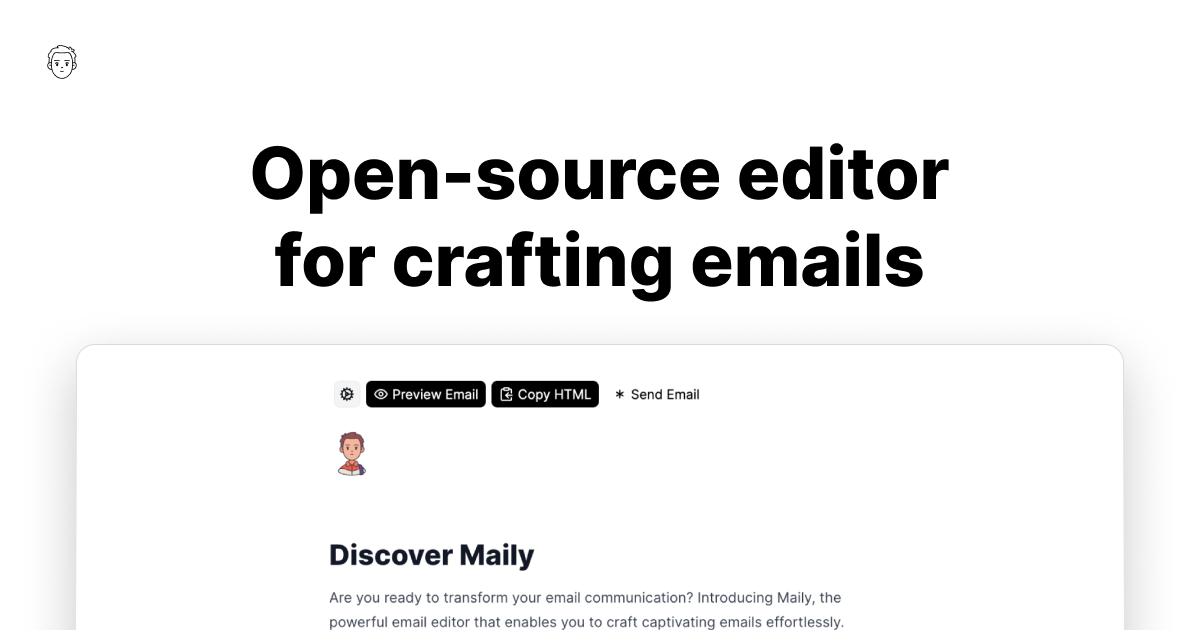 Open-source editor
for crafting emails
Preview Email Copy HTML * Send Email
Discover Maily
Are you ready to transform your email communication? Introducing Maily, the
powerful email editor that enables you to craft captivating emails effortlessly.